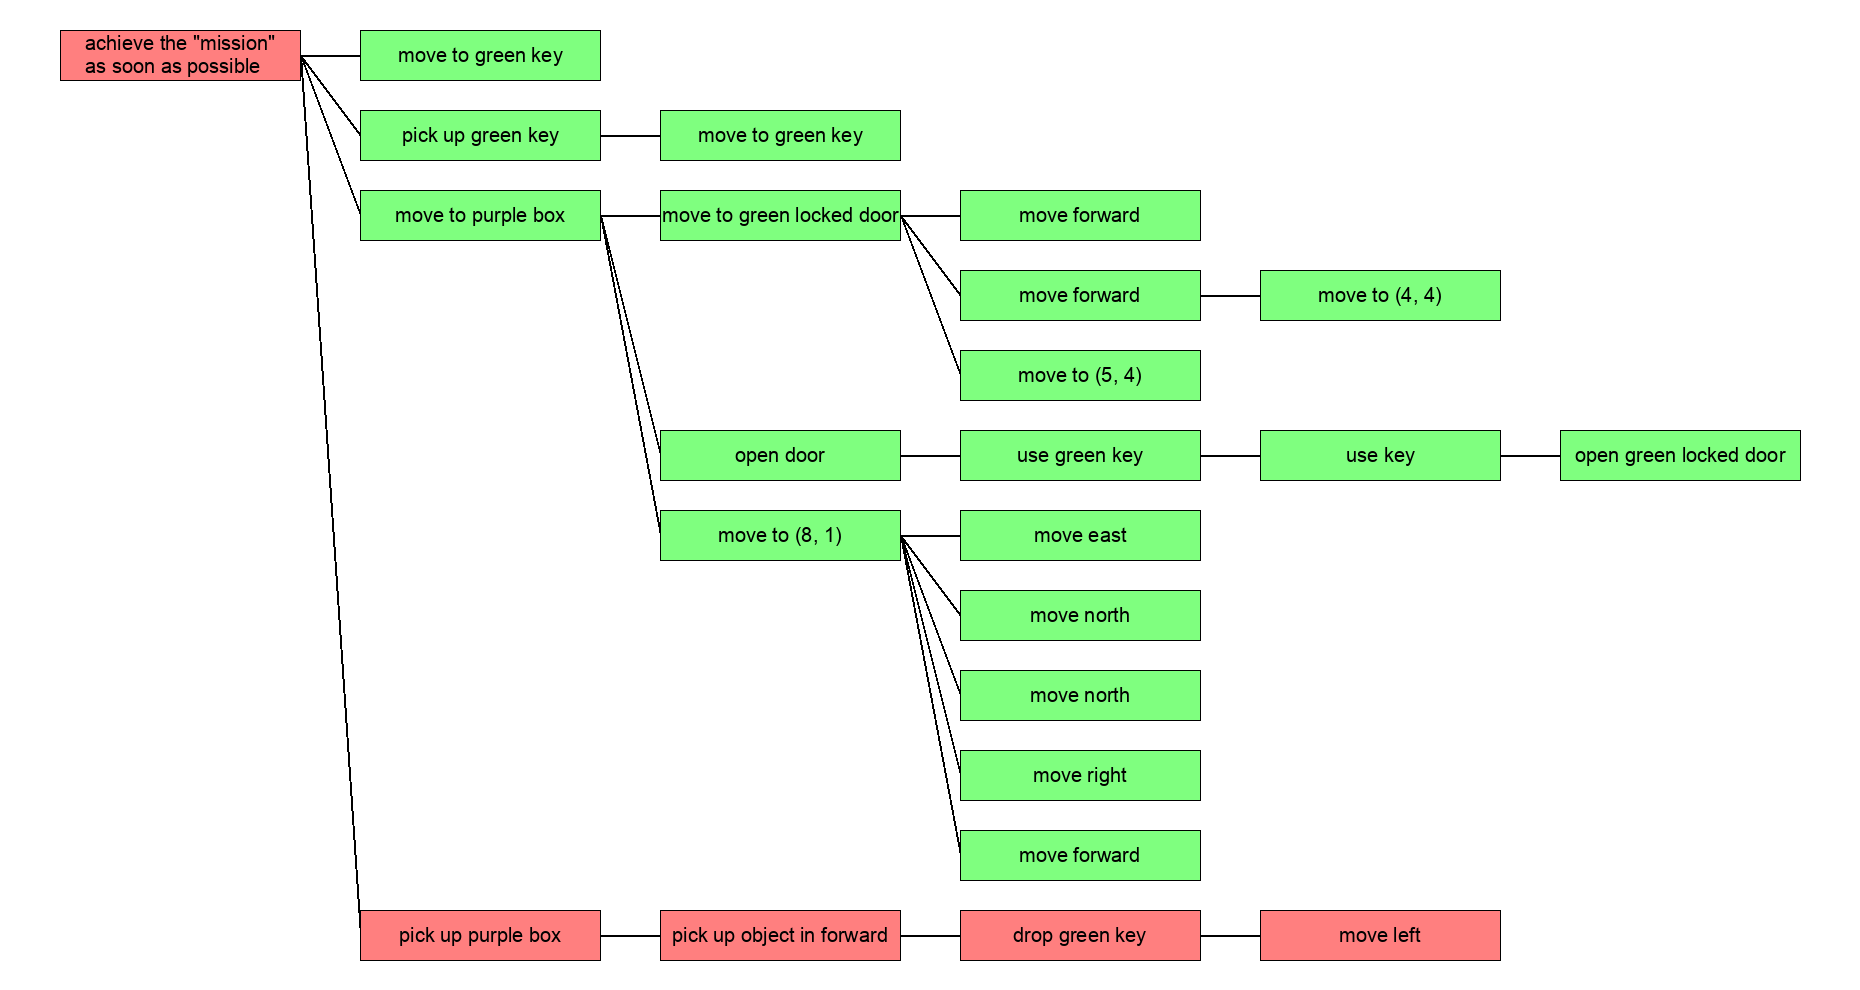 achieve the "mission"
as soon as possible
move to green key
pick up green key
move to green key
move to purple box
move to green locked door
move forward
move forward
move to (4, 4)
move to (5, 4)
open door
use green key
use key
open green locked door
move to (8, 1)
move east
move north
move north
move right
move forward
pick up purple box
pick up object in forward
drop green key
move left